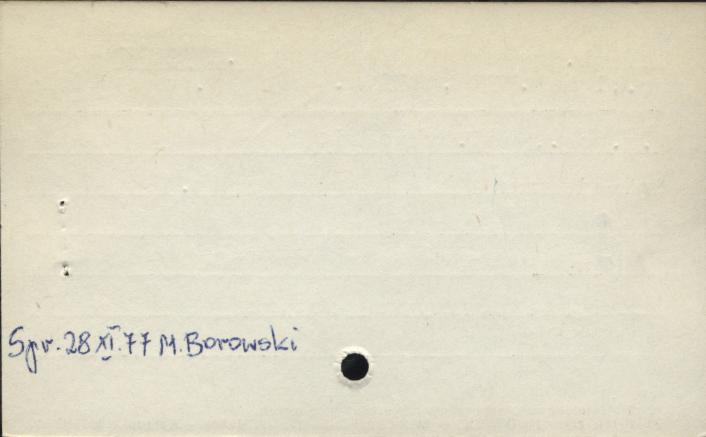 Spr. 28 XI. 77 M. Borowski